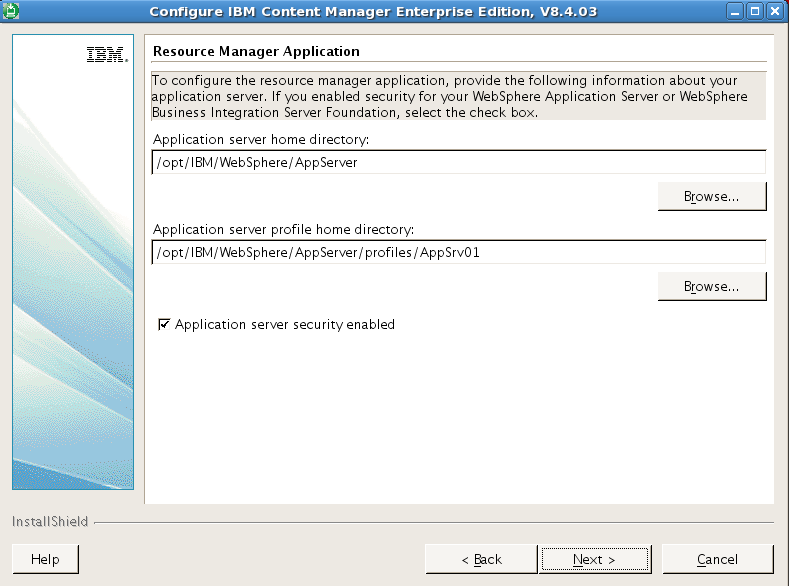 Configure IBM Content Manager Enterprise Edition, V8.4.03
IBM.
Resource Manager Application
To configure the resource manager application, provide the following information about your
application server. If you enabled security for your WebSphere Application Server or WebSphere
Business Integration Server Foundation, select the check box.
Application server home directory:
/opt/IBM/WebSphere/AppServer
Browse...
Application server profile home directory:
/opt/IBM/WebSphere/AppServer/profiles/AppSrv01
Browse...
Application server security enabled
InstallShield
Help
< Back
Next >
Cancel